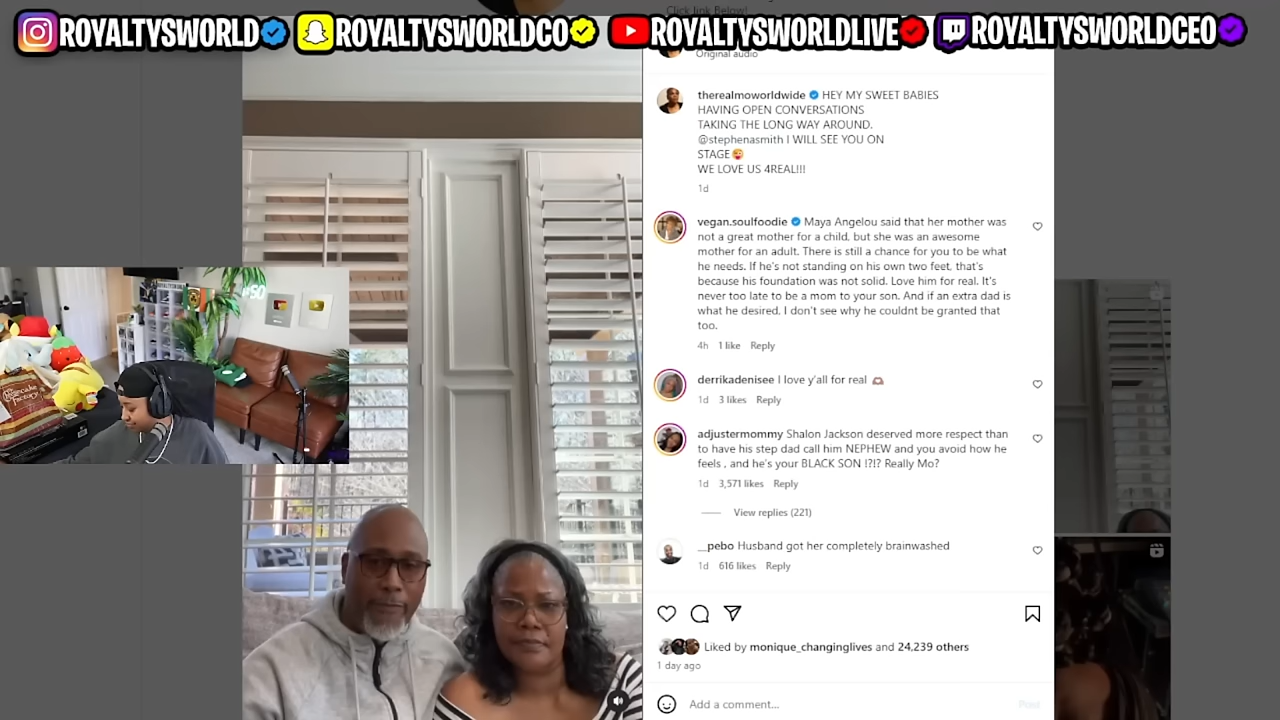 Click link Below!
ROYALTYSWORLD ROYALTYSWORLDCO ROYALTYSWORLDLIVE ROYALTYSWORLDCEO
Original audio
therealmoworldwide HEY MY SWEET BABIES
HAVING OPEN CONVERSATIONS
TAKING THE LONG WAY AROUND.
@stephenasmith I WILL SEE YOU ON
STAGE😜
WE LOVE US 4REAL!!!
1d
vegan.soulfoodie Maya Angelou said that her mother was
not a great mother for a child, but she was an awesome
mother for an adult. There is still a chance for you to be what
he needs. If he's not standing on his own two feet, that's
because his foundation was not solid. Love him for real. It's
never too late to be a mom to your son. And if an extra dad is
what he desired. I don't see why he couldnt be granted that
too.
4h 1 like Reply
derrikadenisee I love y'all for real 🫶🏾
1d 3 likes Reply
adjustermommy Shalon Jackson deserved more respect than
to have his step dad call him NEPHEW and you avoid how he
feels , and he's your BLACK SON !?!? Really Mo?
1d 3,571 likes Reply
View replies (221)
__pebo Husband got her completely brainwashed
1d 616 likes Reply
Liked by monique_changinglives and 24,239 others
1 day ago
Add a comment...
Post